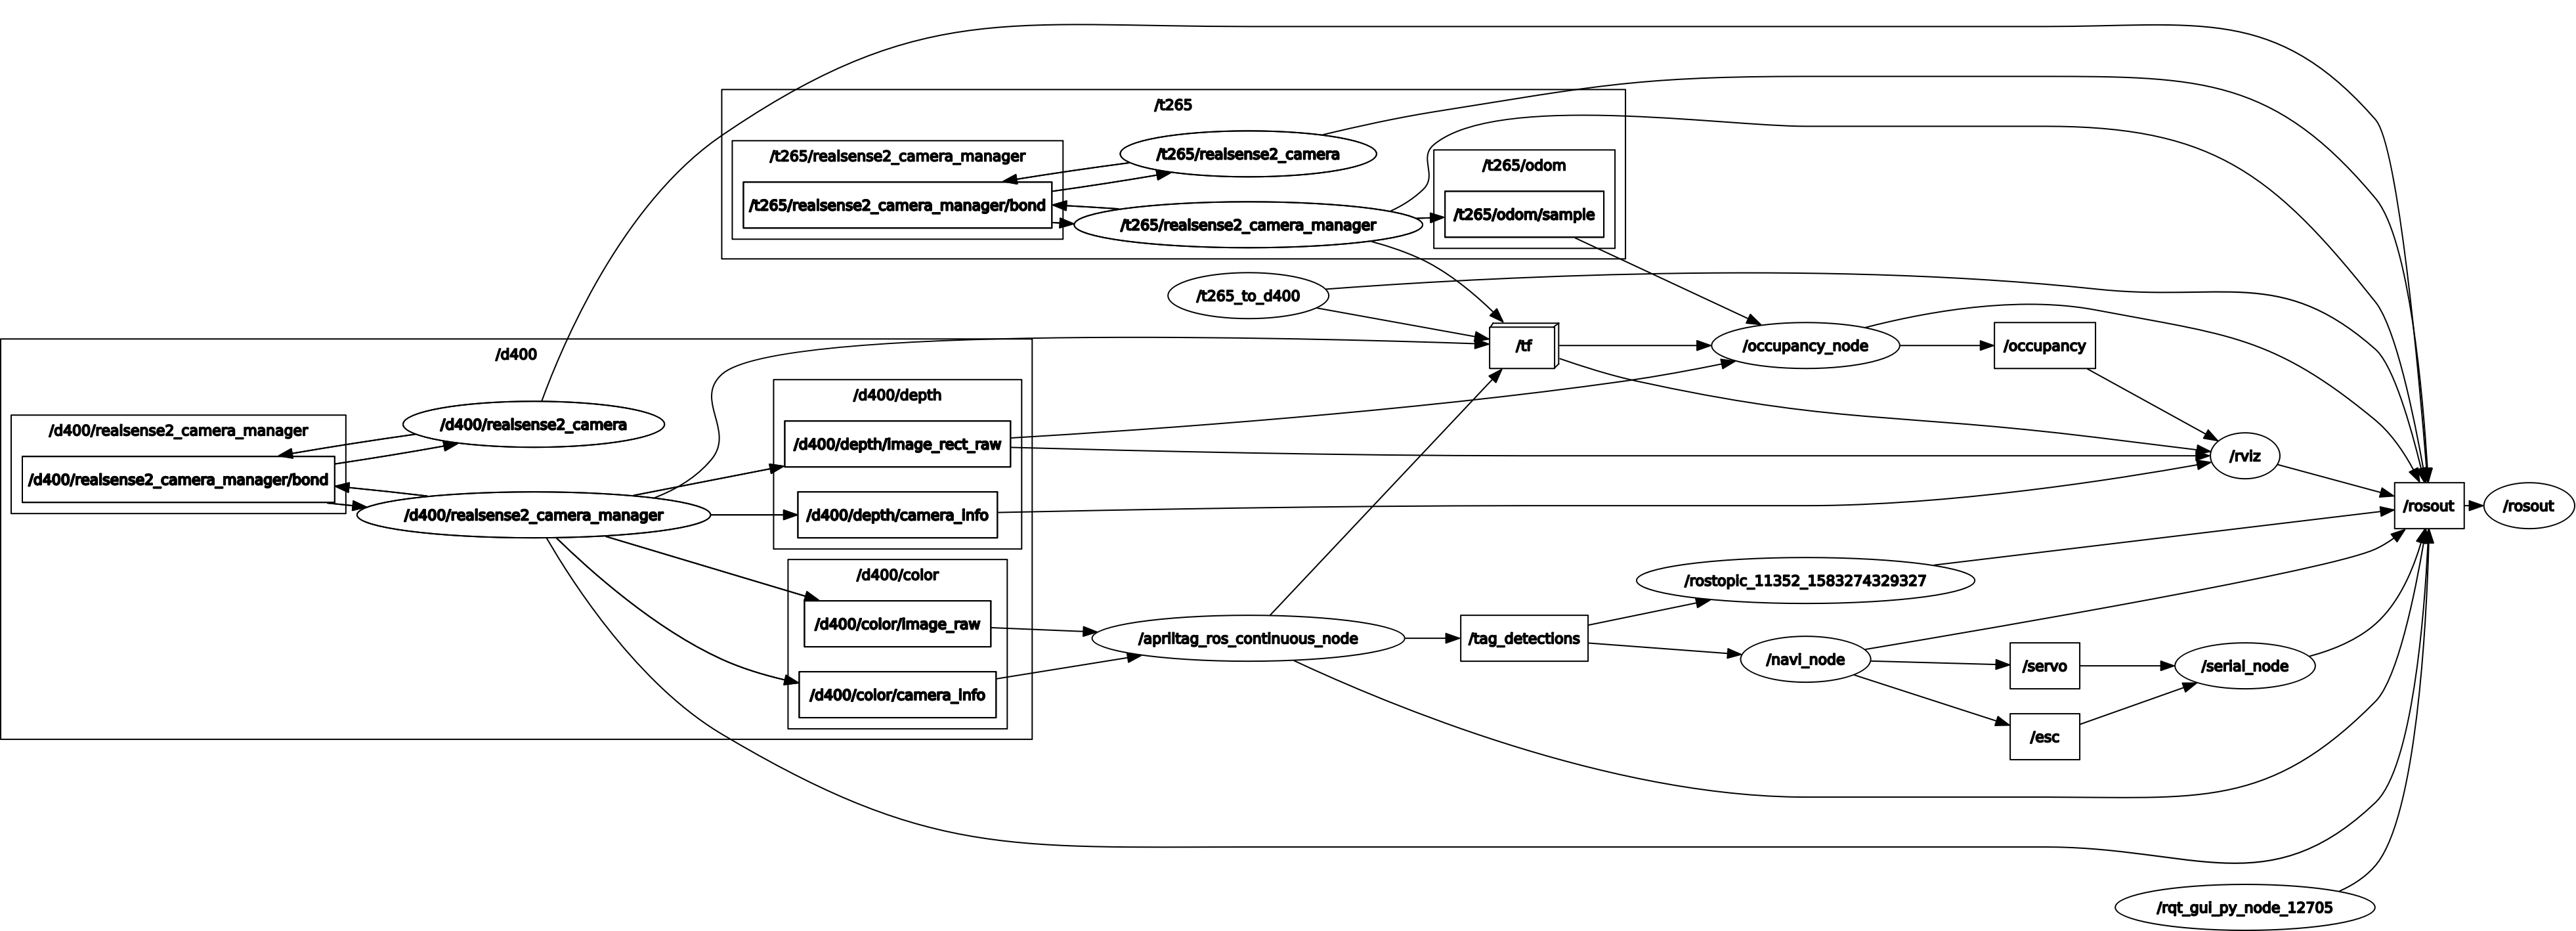 /t265
/t265/realsense2_camera_manager
/t265/realsense2_camera
/t265/odom
/t265/realsense2_camera_manager/bond
/t265/realsense2_camera_manager
/t265/odom/sample
/t265_to_d400
/tf
/occupancy_node
/occupancy
/d400
/d400/depth
/d400/realsense2_camera_manager
/d400/realsense2_camera
/d400/depth/image_rect_raw
/rviz
/d400/realsense2_camera_manager/bond
/d400/realsense2_camera_manager
/d400/depth/camera_info
/rosout
/rosout
/d400/color
/rostopic_11352_1583274329327
/d400/color/image_raw
/apriltag_ros_continuous_node
/tag_detections
/navi_node
/servo
/serial_node
/d400/color/camera_info
/esc
/rqt_gui_py_node_12705